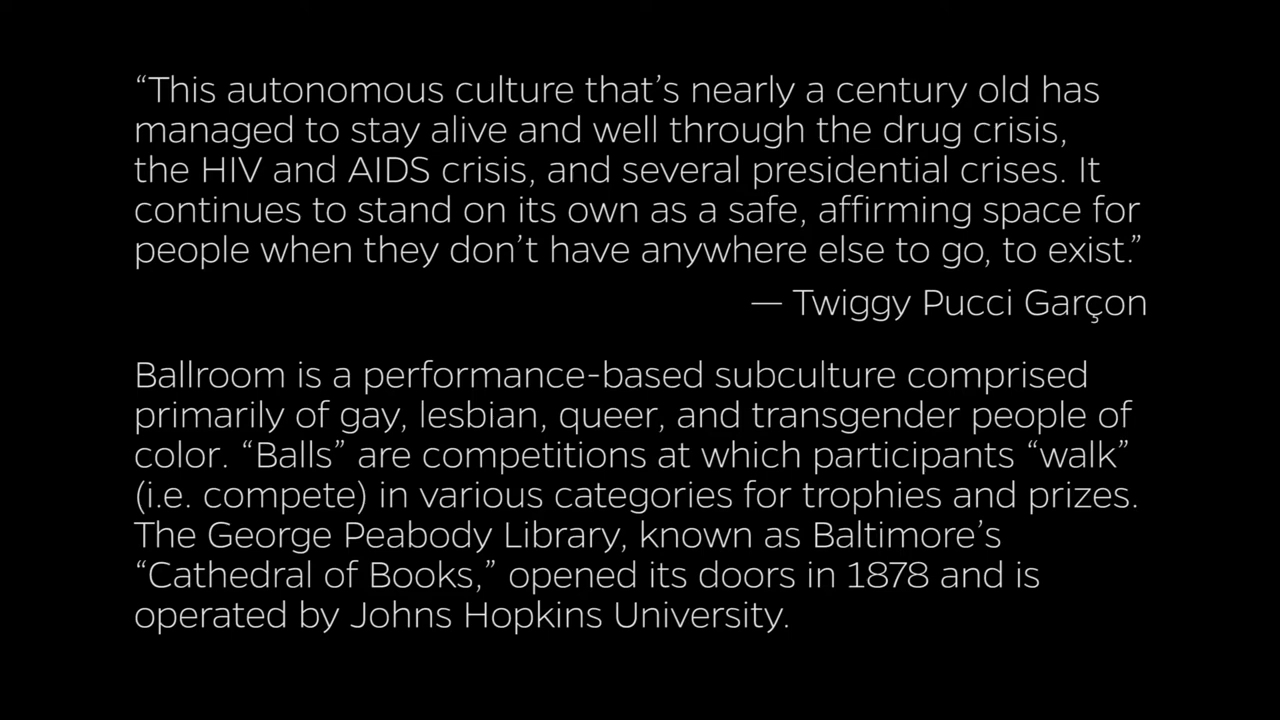 “This autonomous culture that’s nearly a century old has
managed to stay alive and well through the drug crisis,
the HIV and AIDS crisis, and several presidential crises. It
continues to stand on its own as a safe, affirming space for
people when they don’t have anywhere else to go, to exist.”
— Twiggy Pucci Garçon
Ballroom is a performance-based subculture comprised
primarily of gay, lesbian, queer, and transgender people of
color. “Balls” are competitions at which participants “walk”
(i.e. compete) in various categories for trophies and prizes.
The George Peabody Library, known as Baltimore’s
“Cathedral of Books,” opened its doors in 1878 and is
operated by Johns Hopkins University.